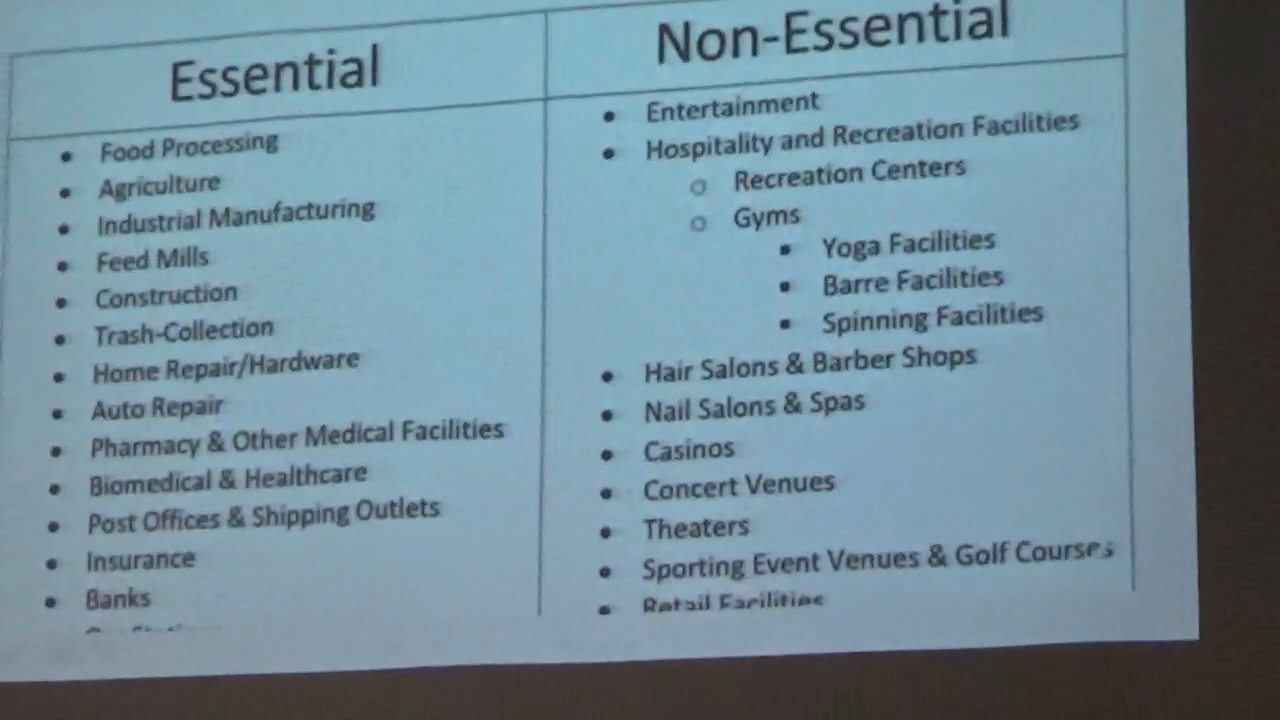 Essential
Food Processing
Agriculture
Industrial Manufacturing
Feed Mills
Construction
Trash-Collection
Home Repair/Hardware
Auto Repair
Pharmacy & Other Medical Facilities
Biomedical & Healthcare
Post Offices & Shipping Outlets
Insurance
Banks
Non-Essential
Entertainment
Hospitality and Recreation Facilities
Recreation Centers
Gyms
Yoga Facilities
Barre Facilities
Spinning Facilities
Hair Salons & Barber Shops
Nail Salons & Spas
Casinos
Concert Venues
Theaters
Sporting Event Venues & Golf Courses
Retail Facilities